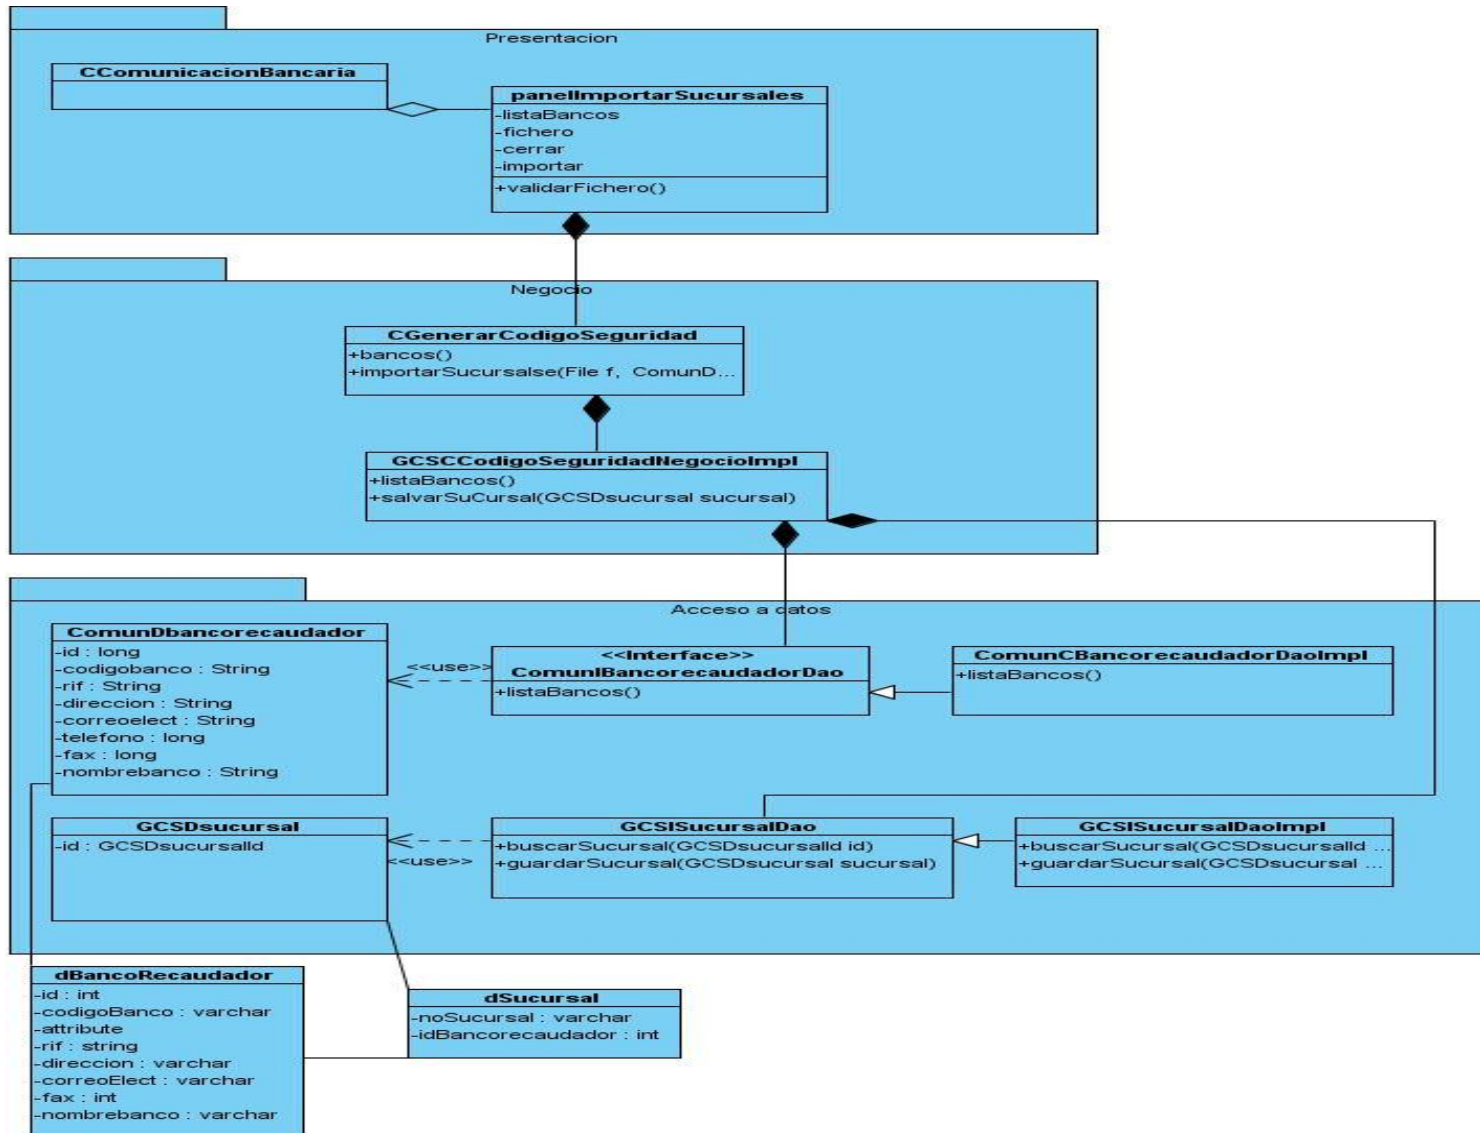 Presentacion
CComunicacionBancaria
panelImportarSucursales
-listaBancos
-fichero
-cerrar
-importar
+validarFichero()
Negocio
CGenerarCodigoSeguridad
+bancos()
+importarSucursalse(File f, ComunD...
GCSCCodigoSeguridadNegocioImpl
+listaBancos()
+salvarSuCursal(GCSDsucursal sucursal)
Acceso a datos
ComunDbancorecaudador
-id : long
-codigobanco : String
-rif : String
-direccion : String
-correoelect : String
-telefono : long
-fax : long
-nombrebanco : String
<<use>>
<<Interface>>
ComunIBancorecaudadorDao
+listaBancos()
ComunCBancorecaudadorDaoImpl
+listaBancos()
GCSDsucursal
-id : GCSDsucursalId
<<use>>
GCSISucursalDao
+buscarSucursal(GCSDsucursalId id)
+guardarSucursal(GCSDsucursal sucursal)
GCSISucursalDaoImpl
+buscarSucursal(GCSDsucursalId ...
+guardarSucursal(GCSDsucursal ...
dBancoRecaudador
-id : int
-codigoBanco : varchar
-attribute
-rif : string
-direccion : varchar
-correoElect : varchar
-fax : int
-nombrebanco : varchar
dSucursal
-noSucursal : varchar
-idBancorecaudador : int